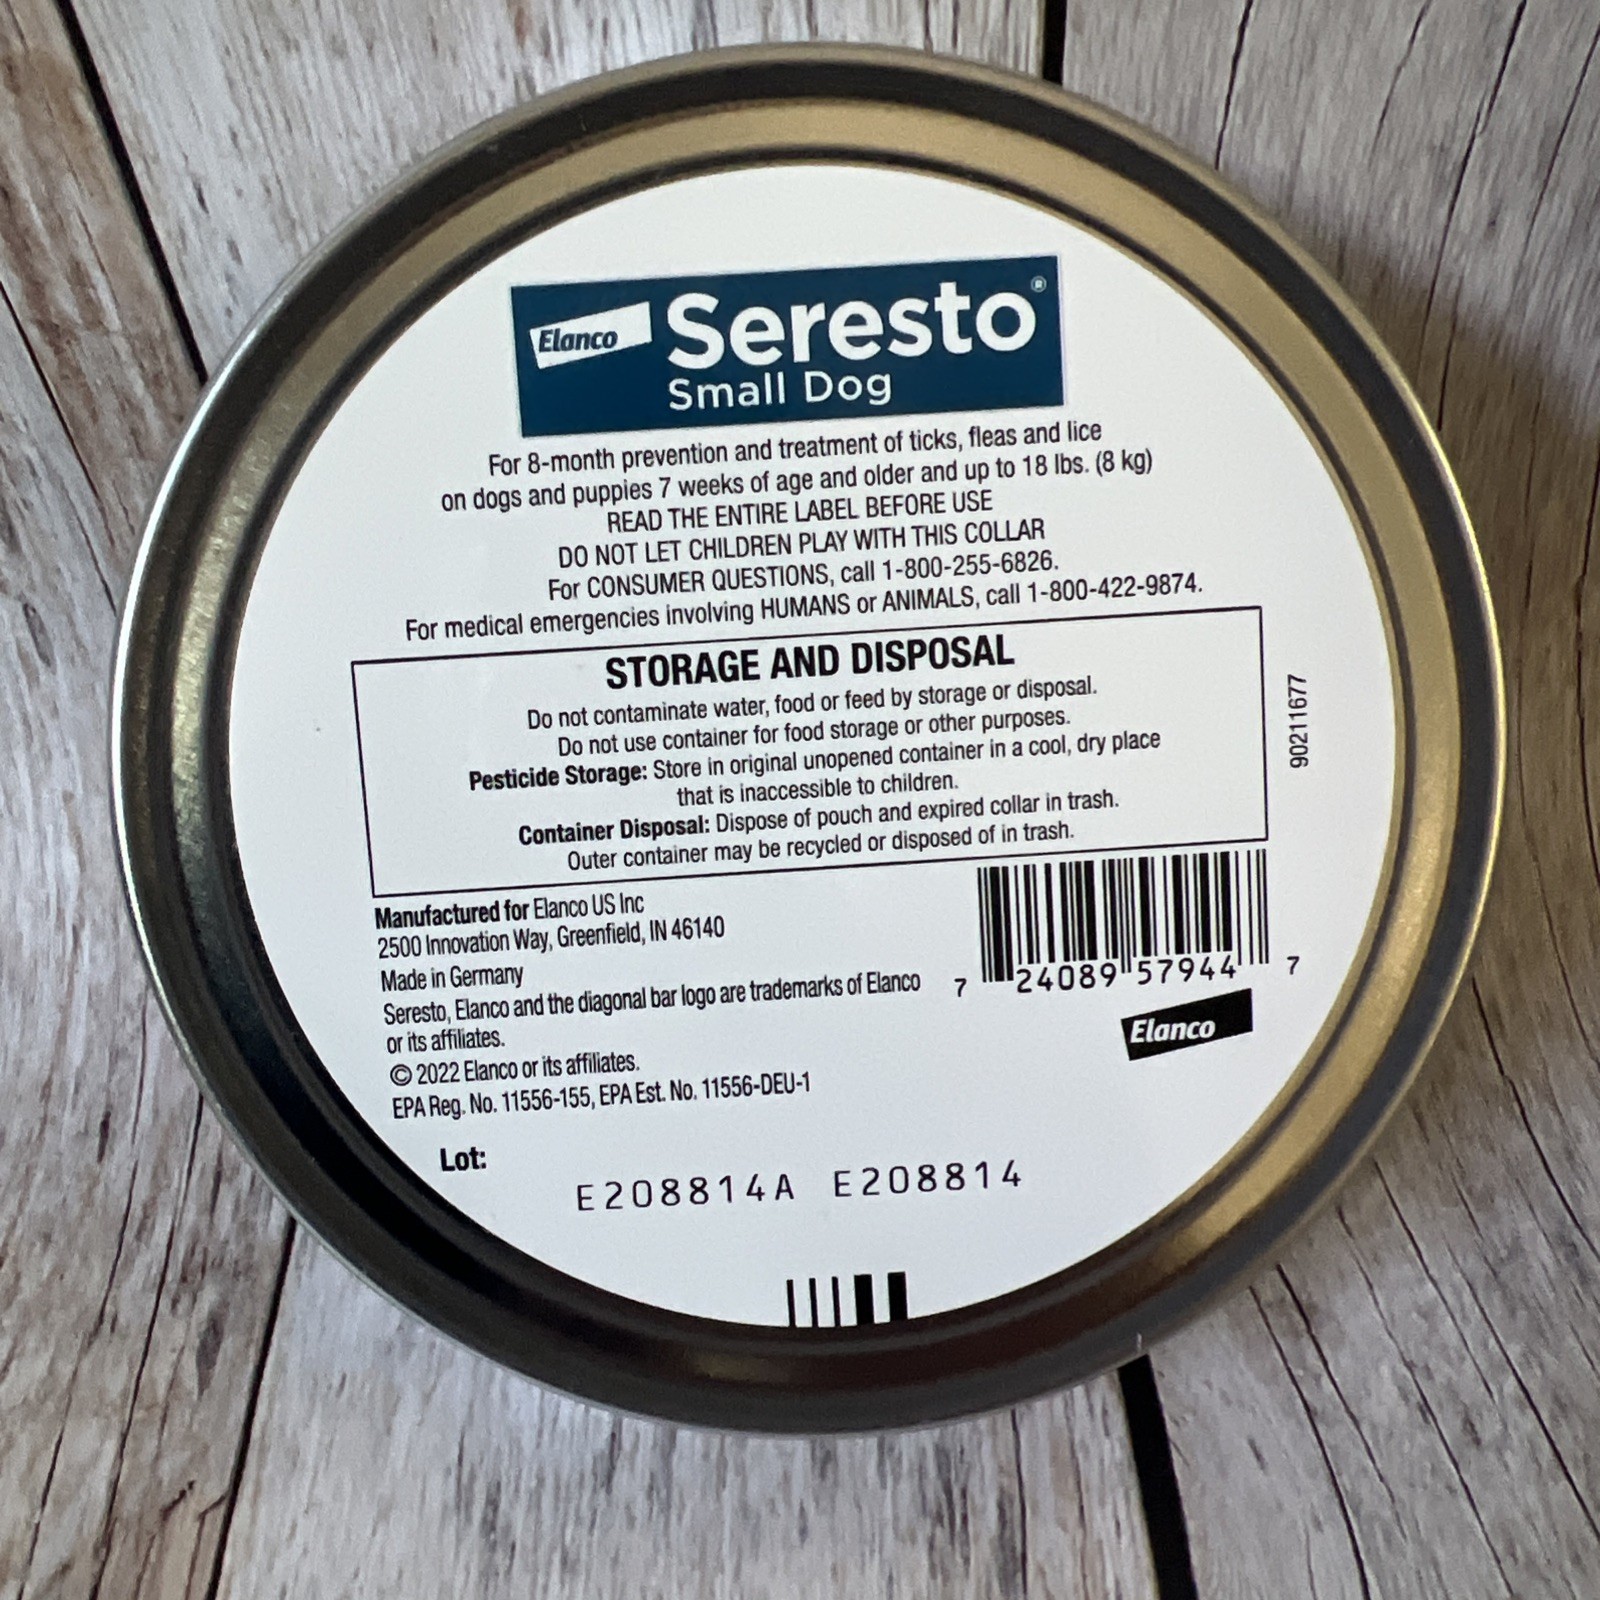 Elanco Seresto®
Small Dog
For 8-month prevention and treatment of ticks, fleas and lice
on dogs and puppies 7 weeks of age and older and up to 18 lbs. (8 kg)
READ THE ENTIRE LABEL BEFORE USE
DO NOT LET CHILDREN PLAY WITH THIS COLLAR
For CONSUMER QUESTIONS, call 1-800-255-6826.
For medical emergencies involving HUMANS or ANIMALS, call 1-800-422-9874.
STORAGE AND DISPOSAL
Do not contaminate water, food or feed by storage or disposal.
Do not use container for food storage or other purposes.
Pesticide Storage: Store in original unopened container in a cool, dry place
that is inaccessible to children.
Container Disposal: Dispose of pouch and expired collar in trash.
Outer container may be recycled or disposed of in trash.
90211677
Manufactured for Elanco US Inc
2500 Innovation Way, Greenfield, IN 46140
Made in Germany
Seresto, Elanco and the diagonal bar logo are trademarks of Elanco
or its affiliates.
© 2022 Elanco or its affiliates.
EPA Reg. No. 11556-155, EPA Est. No. 11556-DEU-1
7 24089 57944 7
Elanco
Lot:
E208814A E208814